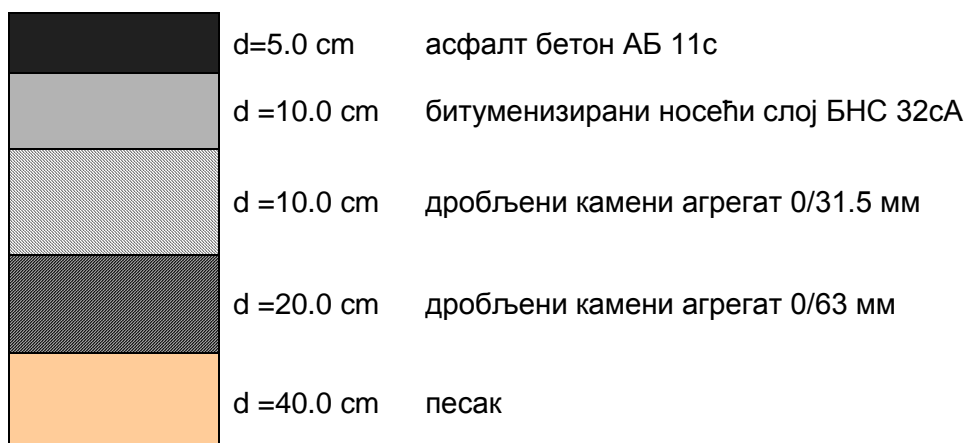 d=5.0 cm асфалт бетон АБ 11с
d =10.0 cm битуменизирани носећи слој БНС 32сА
d =10.0 cm дробљени камени агрегат 0/31.5 мм
d =20.0 cm дробљени камени агрегат 0/63 мм
d =40.0 cm песак